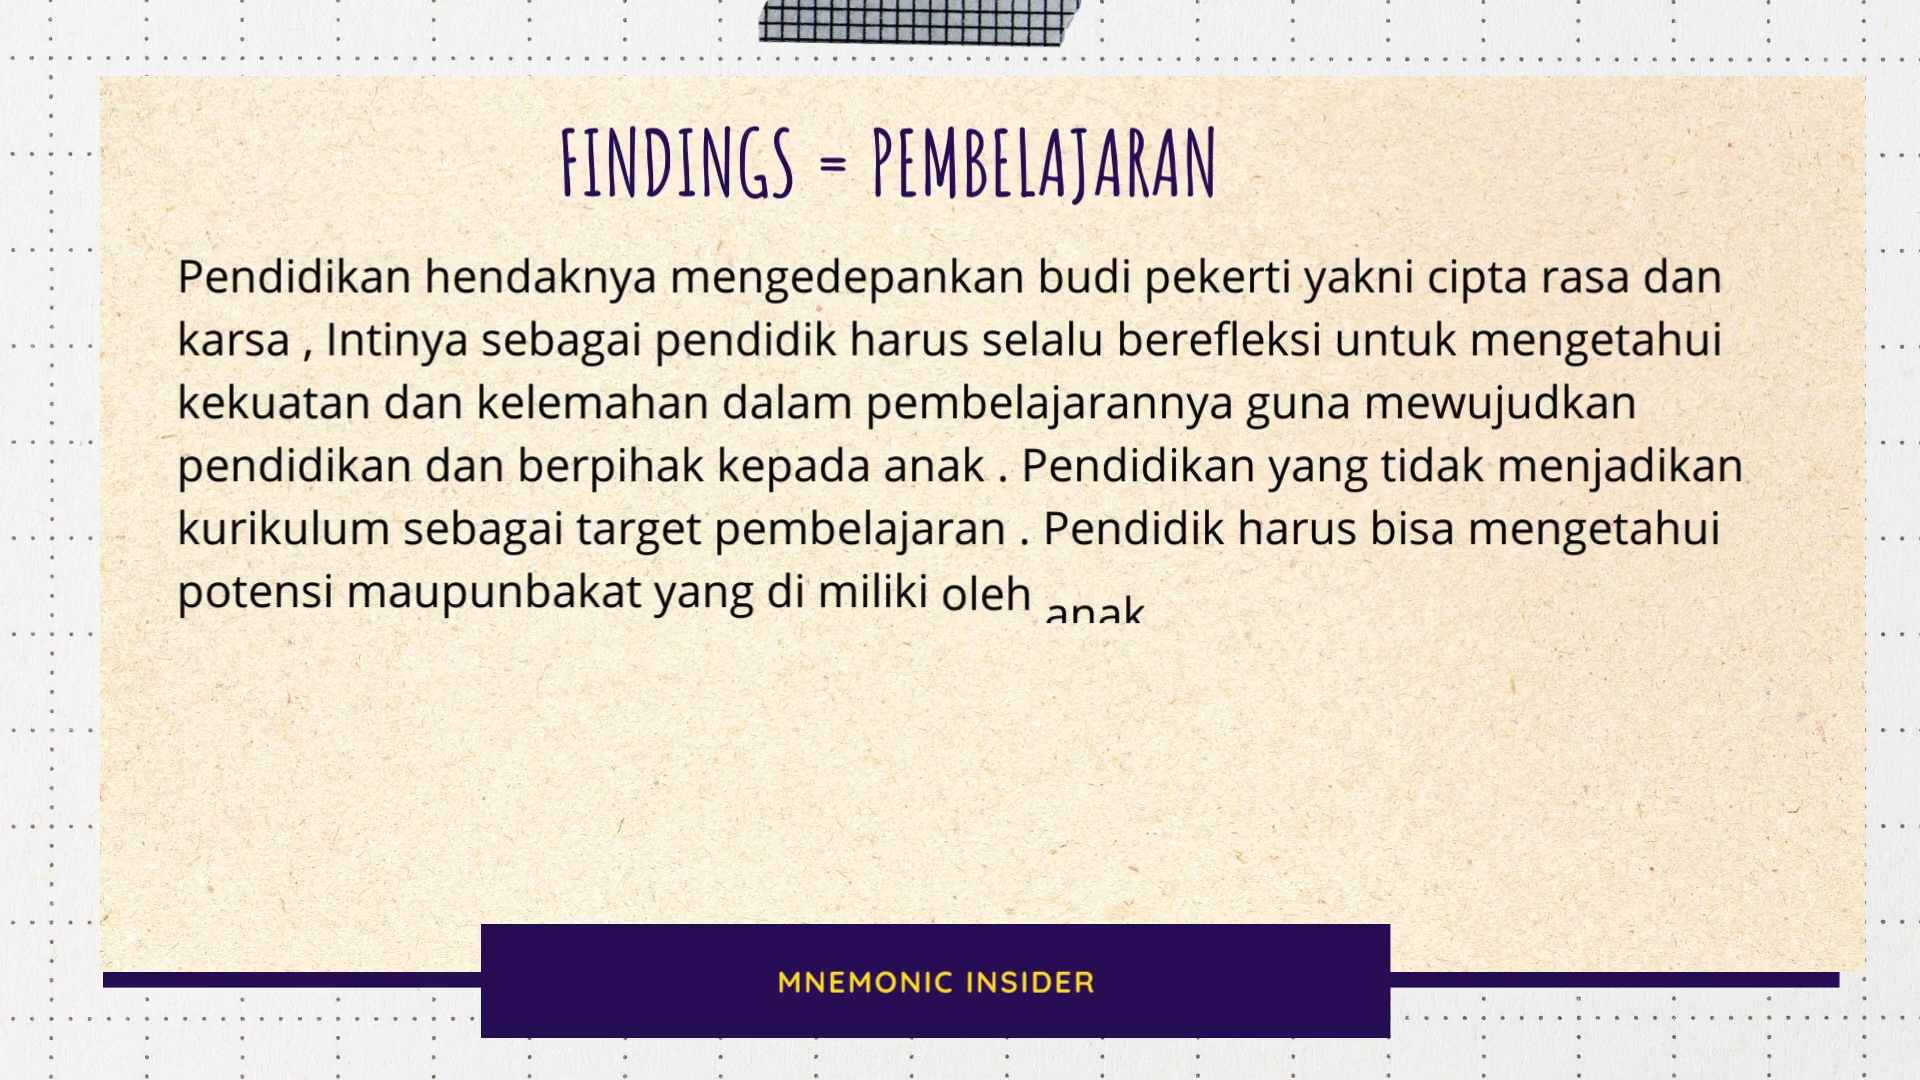 FINDINGS = PEMBELAJARAN
Pendidikan hendaknya mengedepankan budi pekerti yakni cipta rasa dan
karsa , Intinya sebagai pendidik harus selalu berefleksi untuk mengetahui
kekuatan dan kelemahan dalam pembelajarannya guna mewujudkan
pendidikan dan berpihak kepada anak . Pendidikan yang tidak menjadikan
kurikulum sebagai target pembelajaran . Pendidik harus bisa mengetahui
potensi maupunbakat yang di miliki oleh anak
MNEMONIC INSIDER